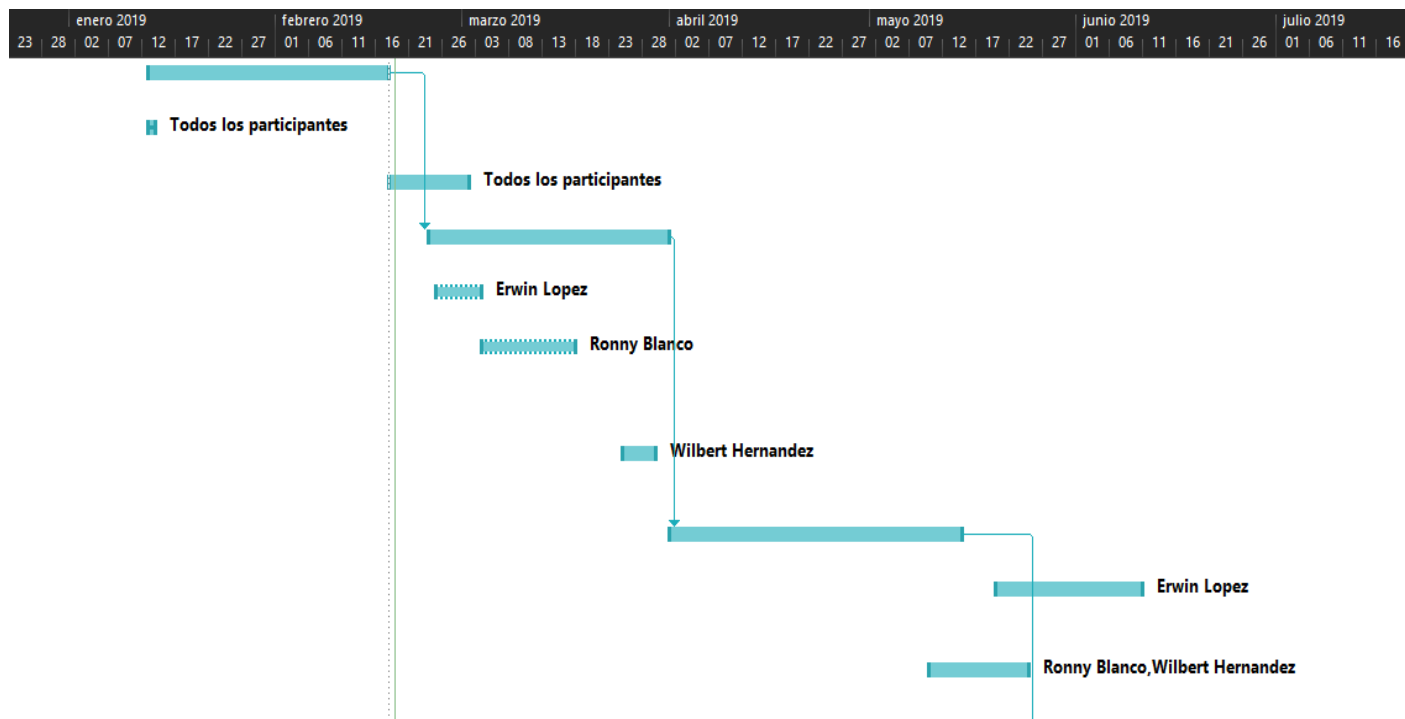 enero 2019 febrero 2019 marzo 2019 abril 2019 mayo 2019 junio 2019 julio 2019
23 28 02 07 12 17 22 27 01 06 11 16 21 26 03 08 13 18 23 28 02 07 12 17 22 27 02 07 12 17 22 27 01 06 11 16 21 26 01 06 11 16
Todos los participantes
Todos los participantes
Erwin Lopez
Ronny Blanco
Wilbert Hernandez
Erwin Lopez
Ronny Blanco,Wilbert Hernandez